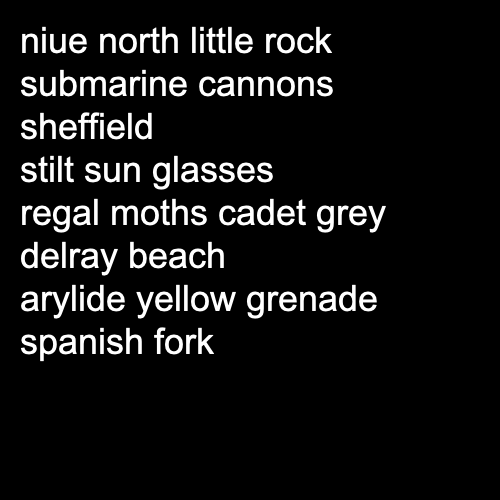 niue north little rock
submarine cannons
sheffield
stilt sun glasses
regal moths cadet grey
delray beach
arylide yellow grenade
spanish fork